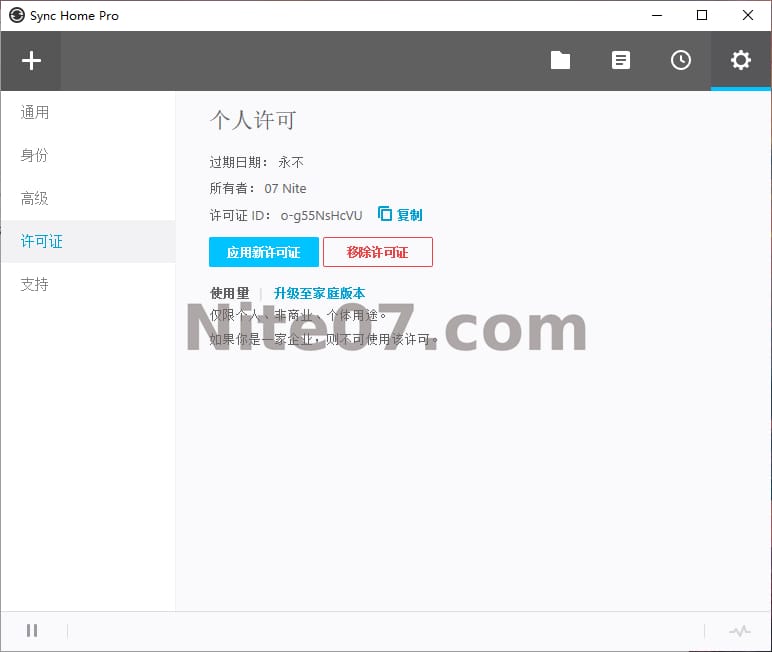 Sync Home Pro
通用
身份
高级
许可证
支持
个人许可
过期日期： 永不
所有者： 07 Nite
许可证 ID： o-g55NsHcVU 复制
应用新许可证 移除许可证
使用量 | 升级至家庭版本
仅限个人、非商业、个体用途。
如果你是一家企业，则不可使用该许可。
Nite07.com